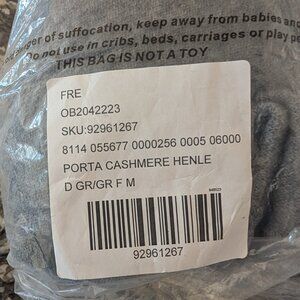 danger of suffocation, keep away from babies and
Do not use in cribs, beds, carriages or play
THIS BAG IS NOT A TOY
FRE
OB2042223
SKU:92961267
8114 055677 0000256 0005 06000
PORTA CASHMERE HENLE
D GR/GR F M
92961267